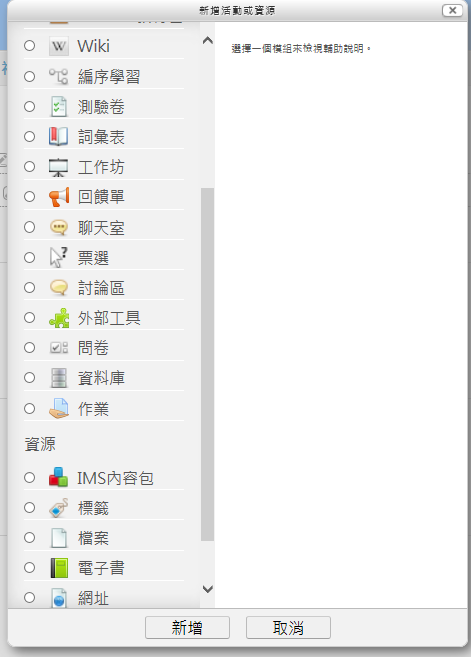 新增活動或資源
Wiki
編序學習
測驗卷
詞彙表
工作坊
回饋單
聊天室
票選
討論區
外部工具
問卷
資料庫
作業
資源
IMS內容包
標籤
檔案
電子書
網址
選擇一個模組來檢視輔助說明。
新增
取消